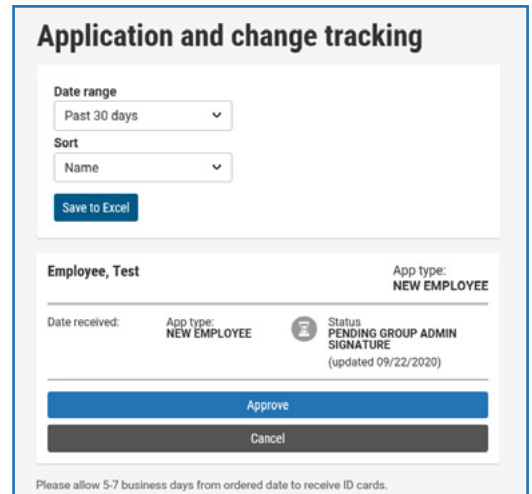 Application and change tracking
Date range
Past 30 days
Sort
Name
Save to Excel
Employee, Test
App type:
NEW EMPLOYEE
Date received:
App type:
NEW EMPLOYEE
Status
PENDING GROUP ADMIN
SIGNATURE
(updated 09/22/2020)
Approve
Cancel
Please allow 5-7 business days from ordered date to receive ID cards.